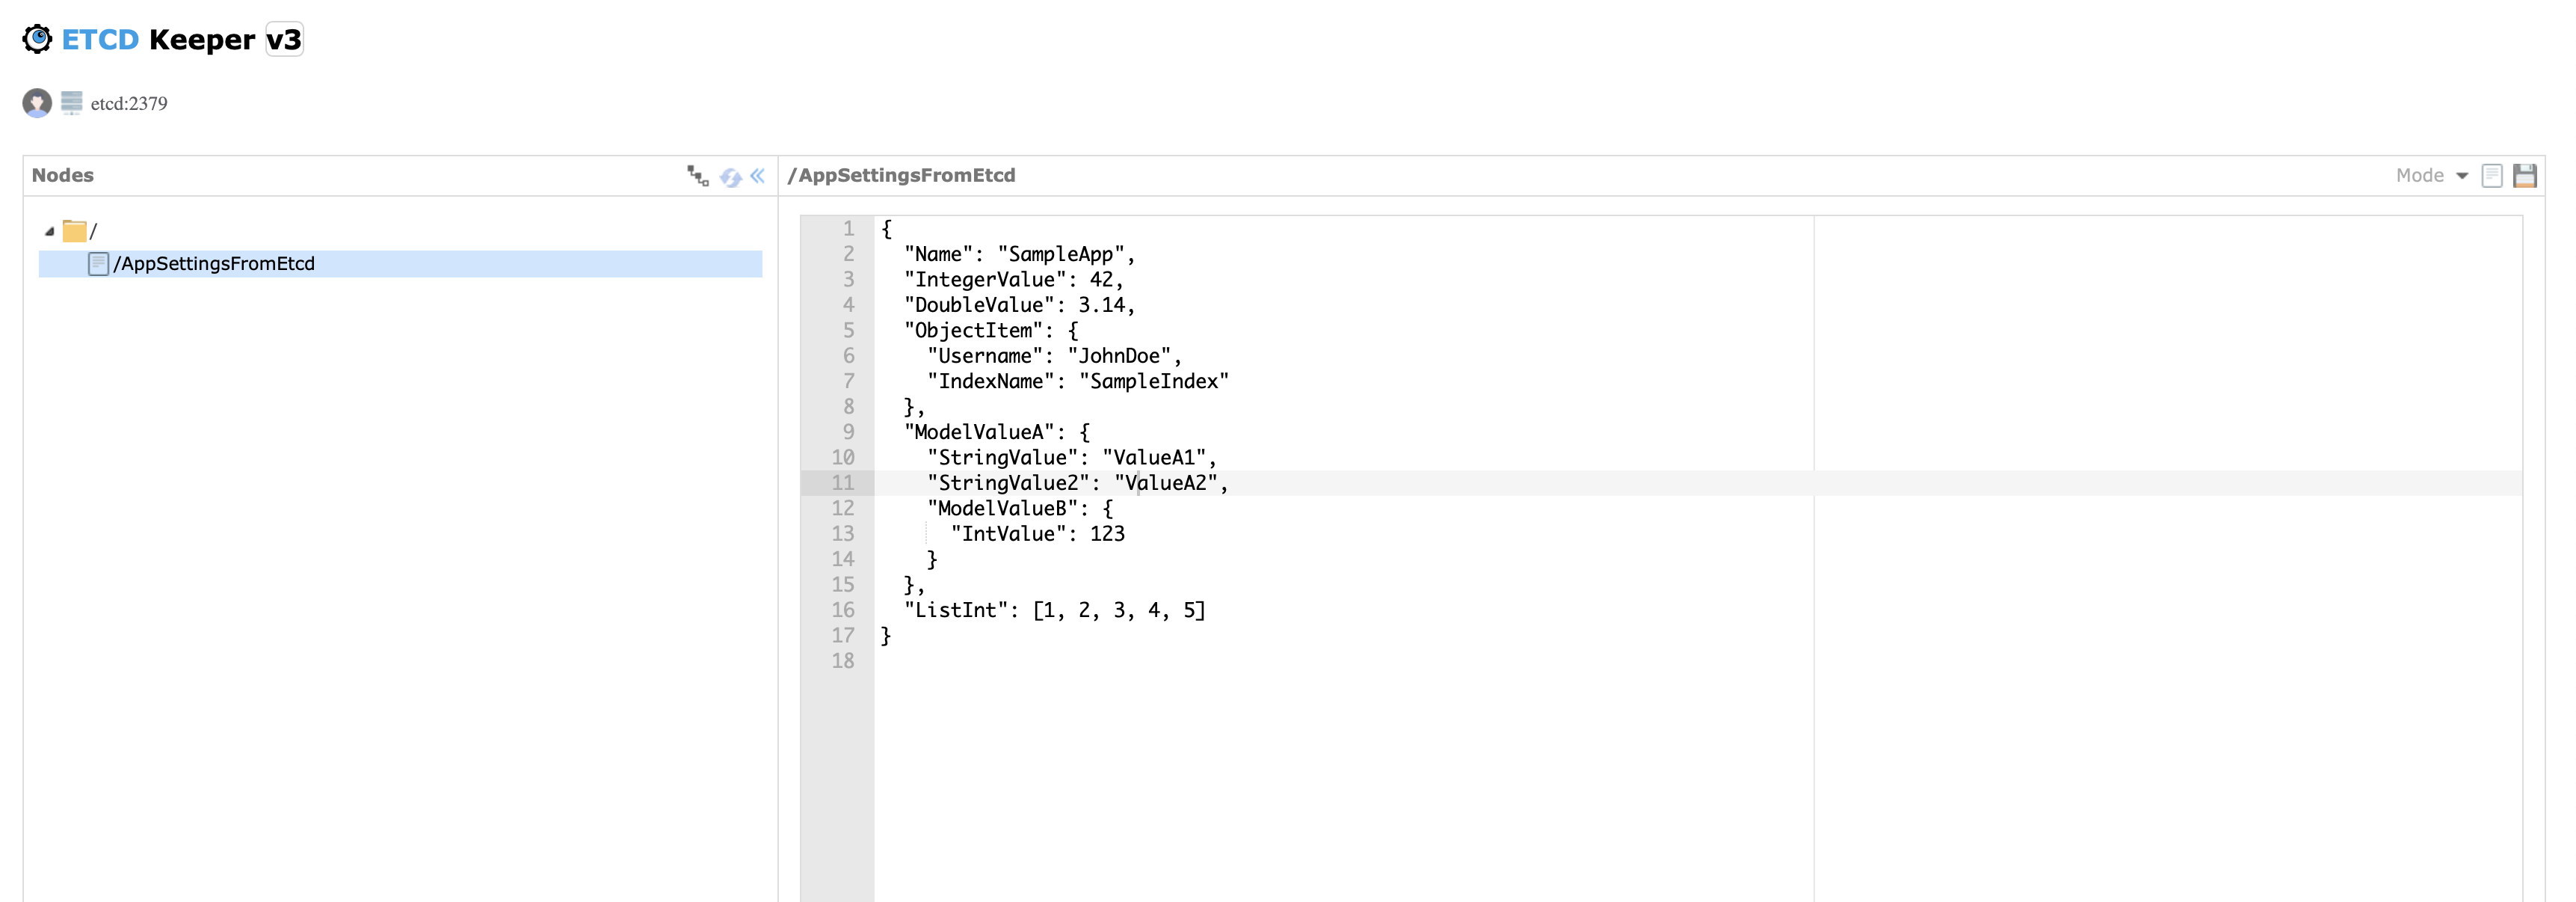 ETCD Keeper v3
etcd:2379
Nodes
/
/AppSettingsFromEtcd
/AppSettingsFromEtcd
Mode
1 {
2 "Name": "SampleApp",
3 "IntegerValue": 42,
4 "DoubleValue": 3.14,
5 "ObjectItem": {
6 "Username": "JohnDoe",
7 "IndexName": "SampleIndex"
8 },
9 "ModelValueA": {
10 "StringValue": "ValueA1",
11 "StringValue2": "ValueA2",
12 "ModelValueB": {
13 "IntValue": 123
14 }
15 },
16 "ListInt": [1, 2, 3, 4, 5]
17 }
18